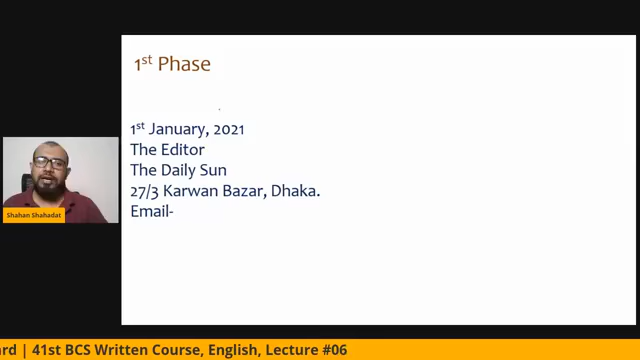 1st Phase
1st January, 2021
The Editor
The Daily Sun
27/3 Karwan Bazar, Dhaka.
Email-
Shahan Shahadat
| 41st BCS Written Course, English, Lecture #06